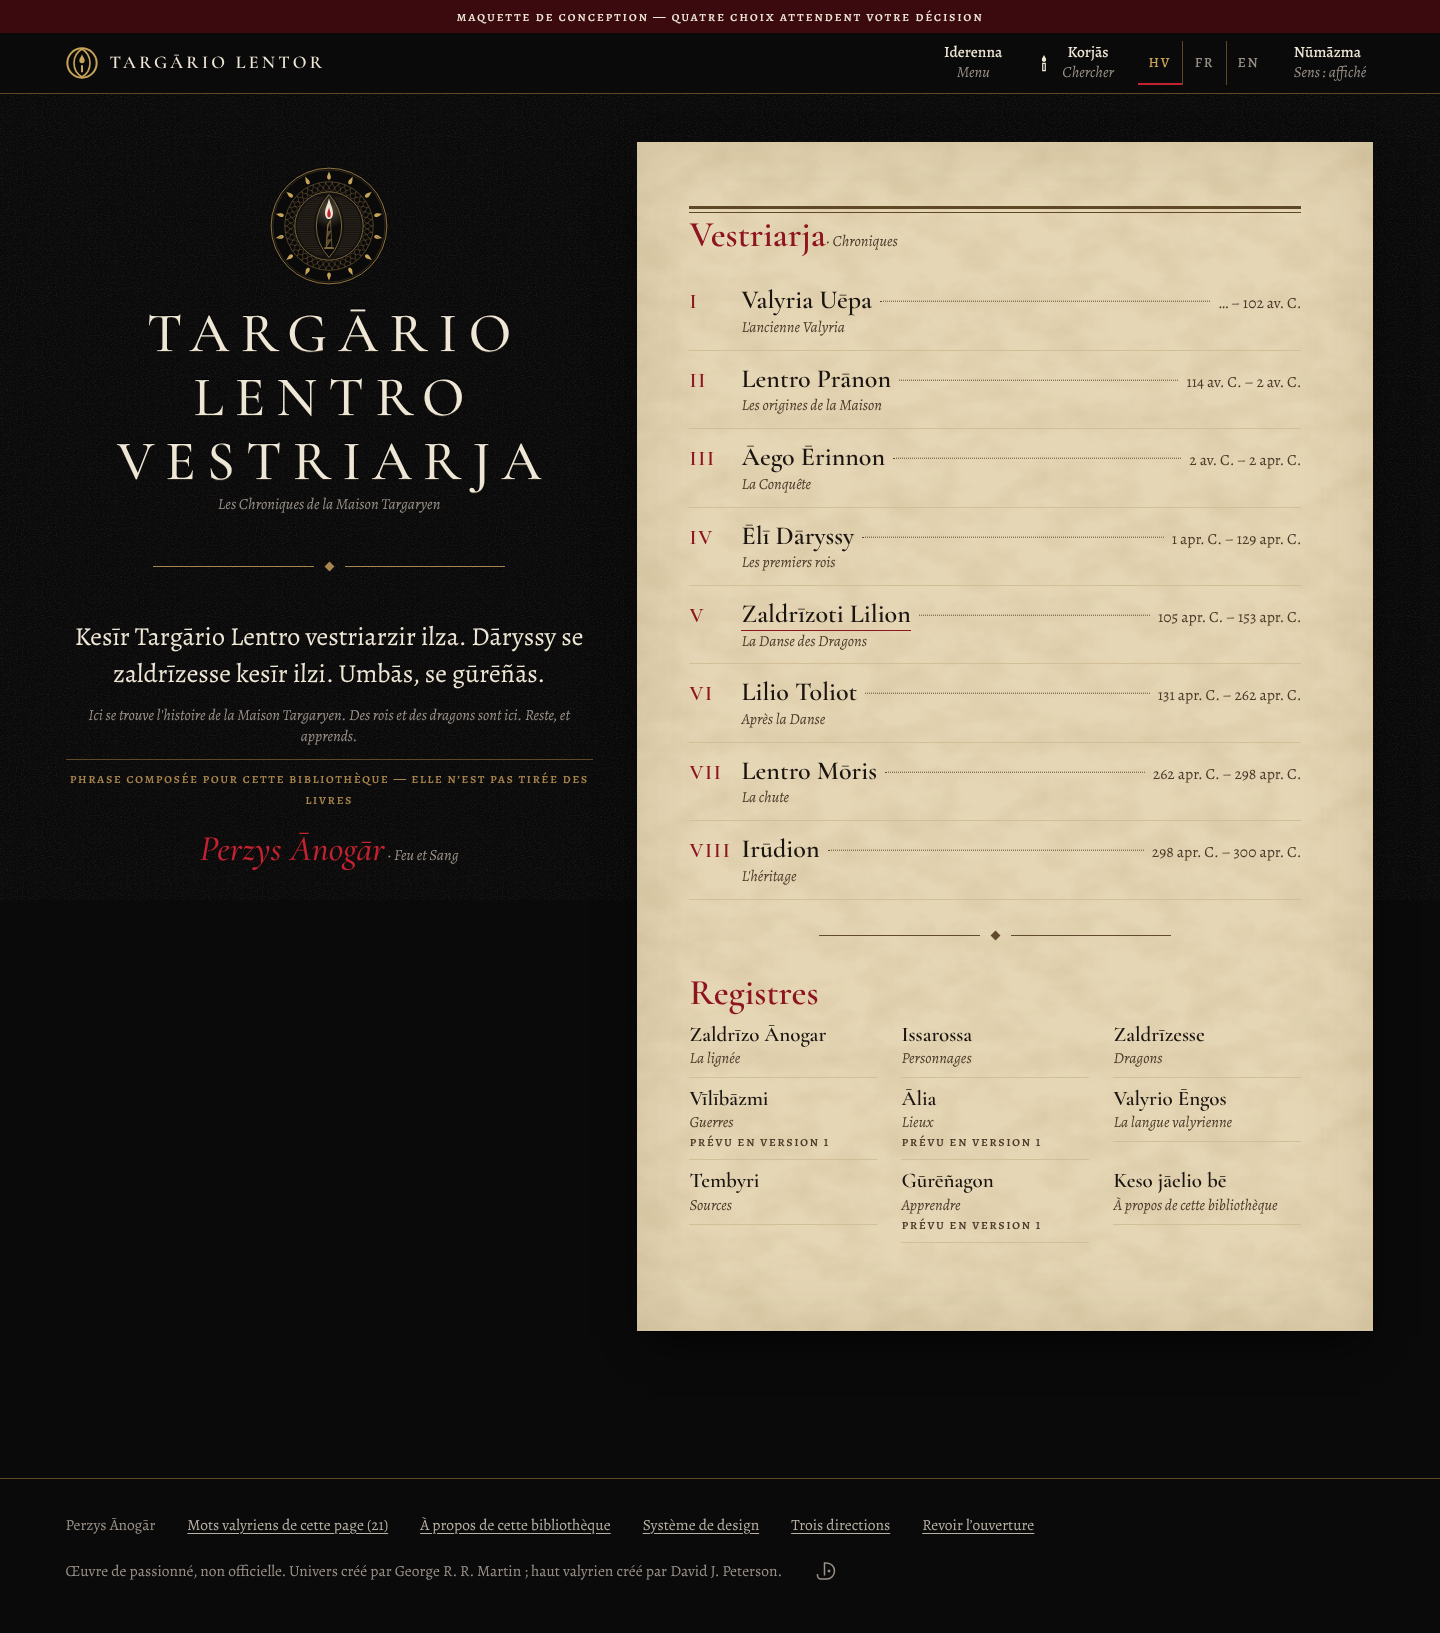 MAQUETTE DE CONCEPTION — QUATRE CHOIX ATTENDENT VOTRE DÉCISION
TARGĀRIO LENTOR
Iderenna
Menu
Korjās
Chercher
HV
FR
EN
Nūmāzma
Sens : affiché
TARGĀRIO
LENTRO
VESTRIARJA
Les Chroniques de la Maison Targaryen
Kesīr Targārio Lentro vestriarzir ilza. Dāryssy se
zaldrīzesse kesīr ilzi. Umbās, se gūrēñās.
Ici se trouve l'histoire de la Maison Targaryen. Des rois et des dragons sont ici. Reste, et
apprends.
PHRASE COMPOSÉE POUR CETTE BIBLIOTHÈQUE — ELLE N'EST PAS TIRÉE DES
LIVRES
Perzys Ānogār · Feu et Sang
Vestriarja · Chroniques
I Valyria Uēpa … – 102 av. C.
L'ancienne Valyria
II Lentro Prānon 114 av. C. – 2 av. C.
Les origines de la Maison
III Āego Ērinnon 2 av. C. – 2 apr. C.
La Conquête
IV Ēlī Dāryssy 1 apr. C. – 129 apr. C.
Les premiers rois
V Zaldrīzoti Lilion 105 apr. C. – 153 apr. C.
La Danse des Dragons
VI Lilio Toliot 131 apr. C. – 262 apr. C.
Après la Danse
VII Lentro Mōris 262 apr. C. – 298 apr. C.
La chute
VIII Irūdion 298 apr. C. – 300 apr. C.
L'héritage
Registres
Zaldrīzo Ānogar
La lignée
Issarossa
Personnages
Zaldrīzesse
Dragons
Vīlībāzmi
Guerres
PRÉVU EN VERSION 1
Ālia
Lieux
PRÉVU EN VERSION 1
Valyrio Ēngos
La langue valyrienne
Tembyri
Sources
Gūrēñagon
Apprendre
PRÉVU EN VERSION 1
Keso jāelio bē
À propos de cette bibliothèque
Perzys Ānogār
Mots valyriens de cette page (21)
À propos de cette bibliothèque
Système de design
Trois directions
Revoir l'ouverture
Œuvre de passionné, non officielle. Univers créé par George R. R. Martin ; haut valyrien créé par David J. Peterson.